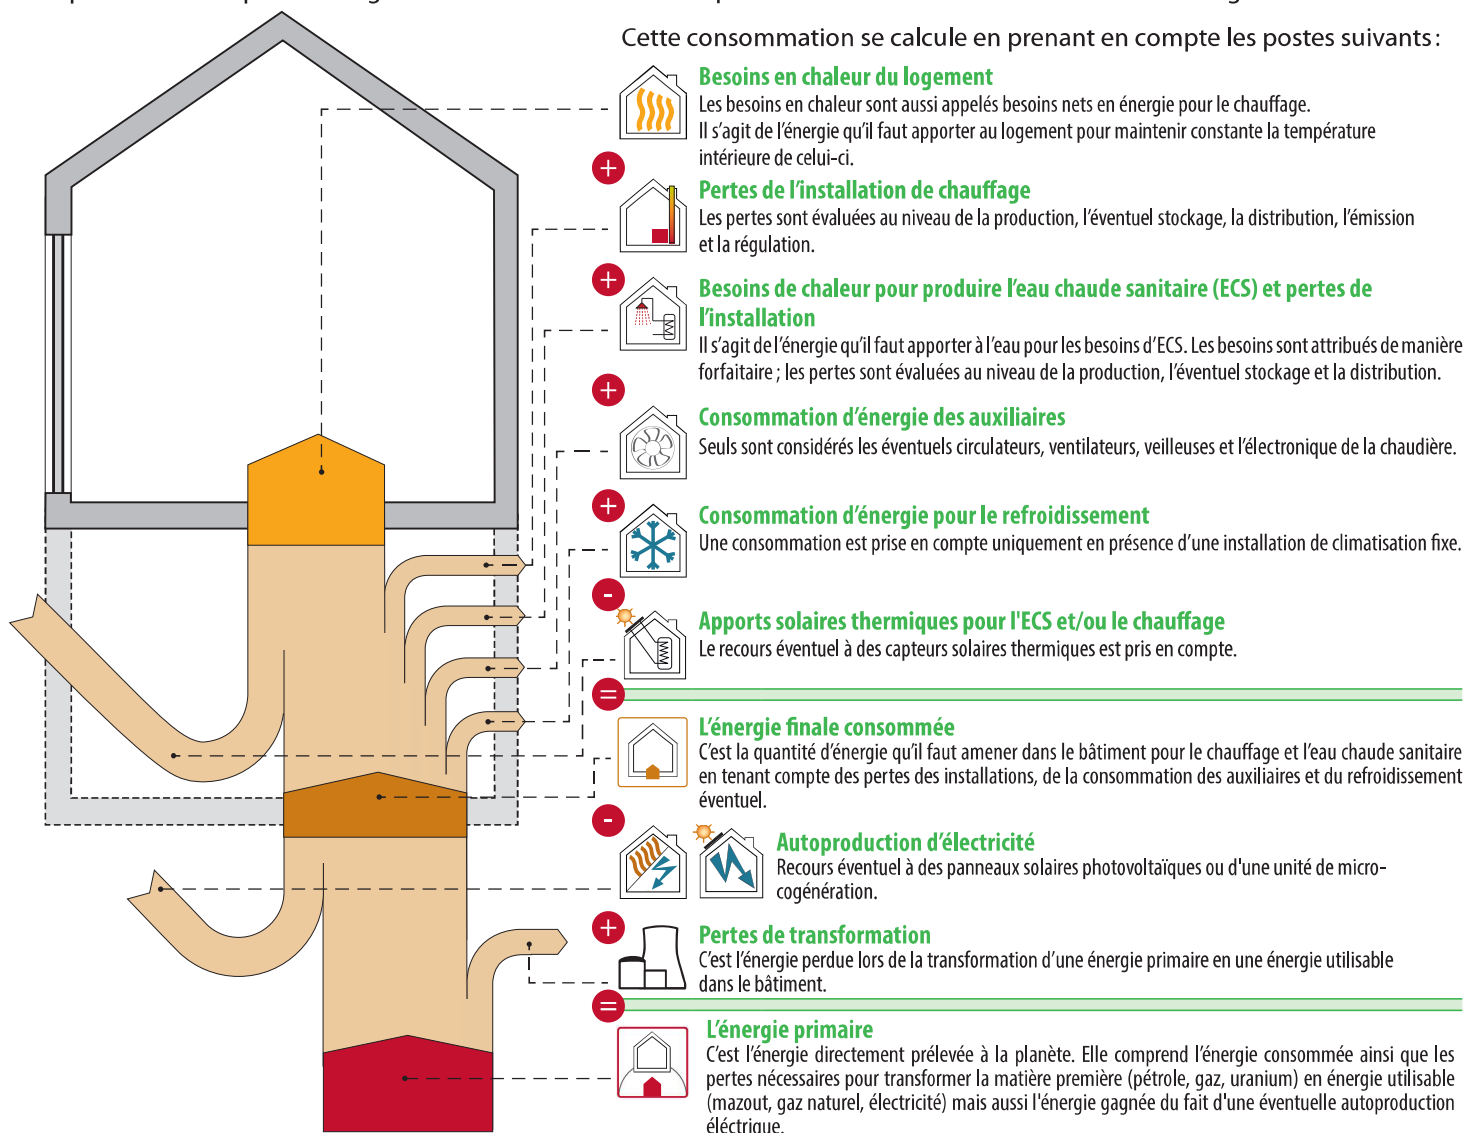 Cette consommation se calcule en prenant en compte les postes suivants :
Besoins en chaleur du logement
Les besoins en chaleur sont aussi appelés besoins nets en énergie pour le chauffage.
Il s'agit de l'énergie qu'il faut apporter au logement pour maintenir constante la température
intérieure de celui-ci.
+
Pertes de l'installation de chauffage
Les pertes sont évaluées au niveau de la production, l'éventuel stockage, la distribution, l'émission
et la régulation.
+
Besoins de chaleur pour produire l'eau chaude sanitaire (ECS) et pertes de
l'installation
Il s'agit de l'énergie qu'il faut apporter à l'eau pour les besoins d'ECS. Les besoins sont attribués de manière
forfaitaire ; les pertes sont évaluées au niveau de la production, l'éventuel stockage et la distribution.
+
Consommation d'énergie des auxiliaires
Seuls sont considérés les éventuels circulateurs, ventilateurs, veilleuses et l'électronique de la chaudière.
+
Consommation d'énergie pour le refroidissement
Une consommation est prise en compte uniquement en présence d'une installation de climatisation fixe.
-
Apports solaires thermiques pour l'ECS et/ou le chauffage
Le recours éventuel à des capteurs solaires thermiques est pris en compte.
=
L'énergie finale consommée
C'est la quantité d'énergie qu'il faut amener dans le bâtiment pour le chauffage et l'eau chaude sanitaire
en tenant compte des pertes des installations, de la consommation des auxiliaires et du refroidissement
éventuel.
-
Autoproduction d'électricité
Recours éventuel à des panneaux solaires photovoltaïques ou d'une unité de micro-
cogénération.
+
Pertes de transformation
C'est l'énergie perdue lors de la transformation d'une énergie primaire en une énergie utilisable
dans le bâtiment.
=
L'énergie primaire
C'est l'énergie directement prélevée à la planète. Elle comprend l'énergie consommée ainsi que les
pertes nécessaires pour transformer la matière première (pétrole, gaz, uranium) en énergie utilisable
(mazout, gaz naturel, électricité) mais aussi l'énergie gagnée du fait d'une éventuelle autoproduction
éléctrique.